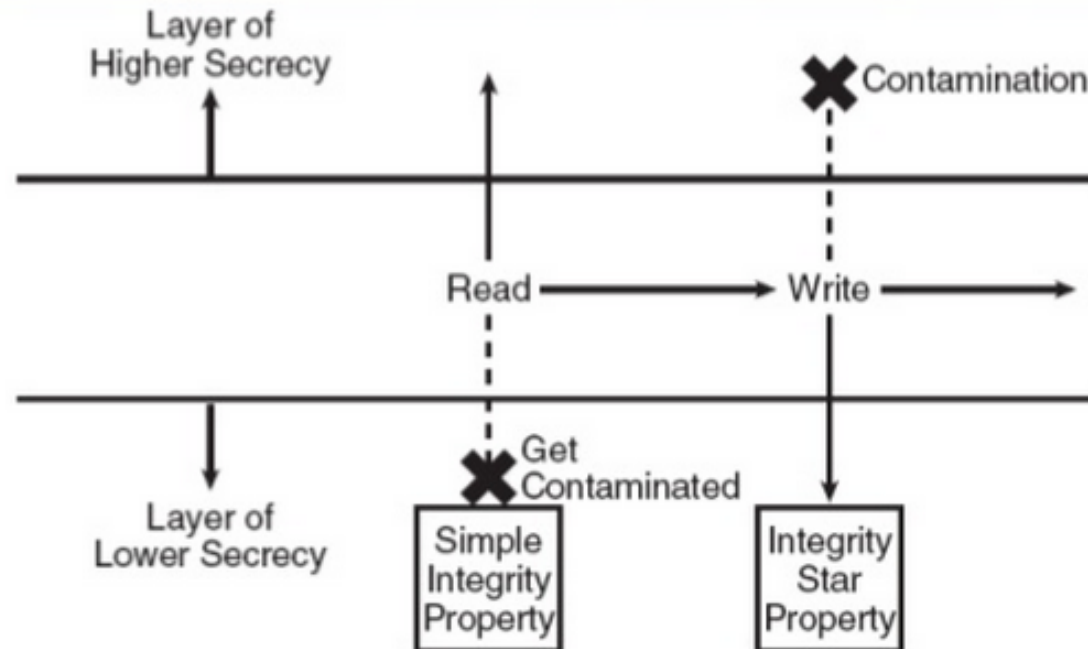 Layer of
Higher Secrecy
Contamination
Read
Write
Get
Contaminated
Layer of
Lower Secrecy
Simple
Integrity
Property
Integrity
Star
Property